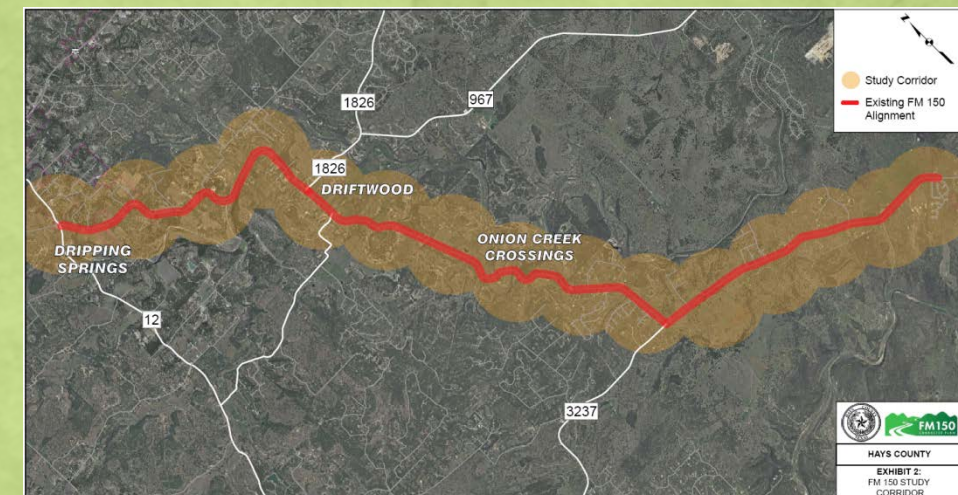 N
Study Corridor
Existing FM 150
Alignment
1826
967
1826
DRIFTWOOD
DRIPPING
SPRINGS
ONION CREEK
CROSSINGS
12
3237
FM150
HAYS COUNTY
EXHIBIT 2:
FM 150 STUDY
CORRIDOR